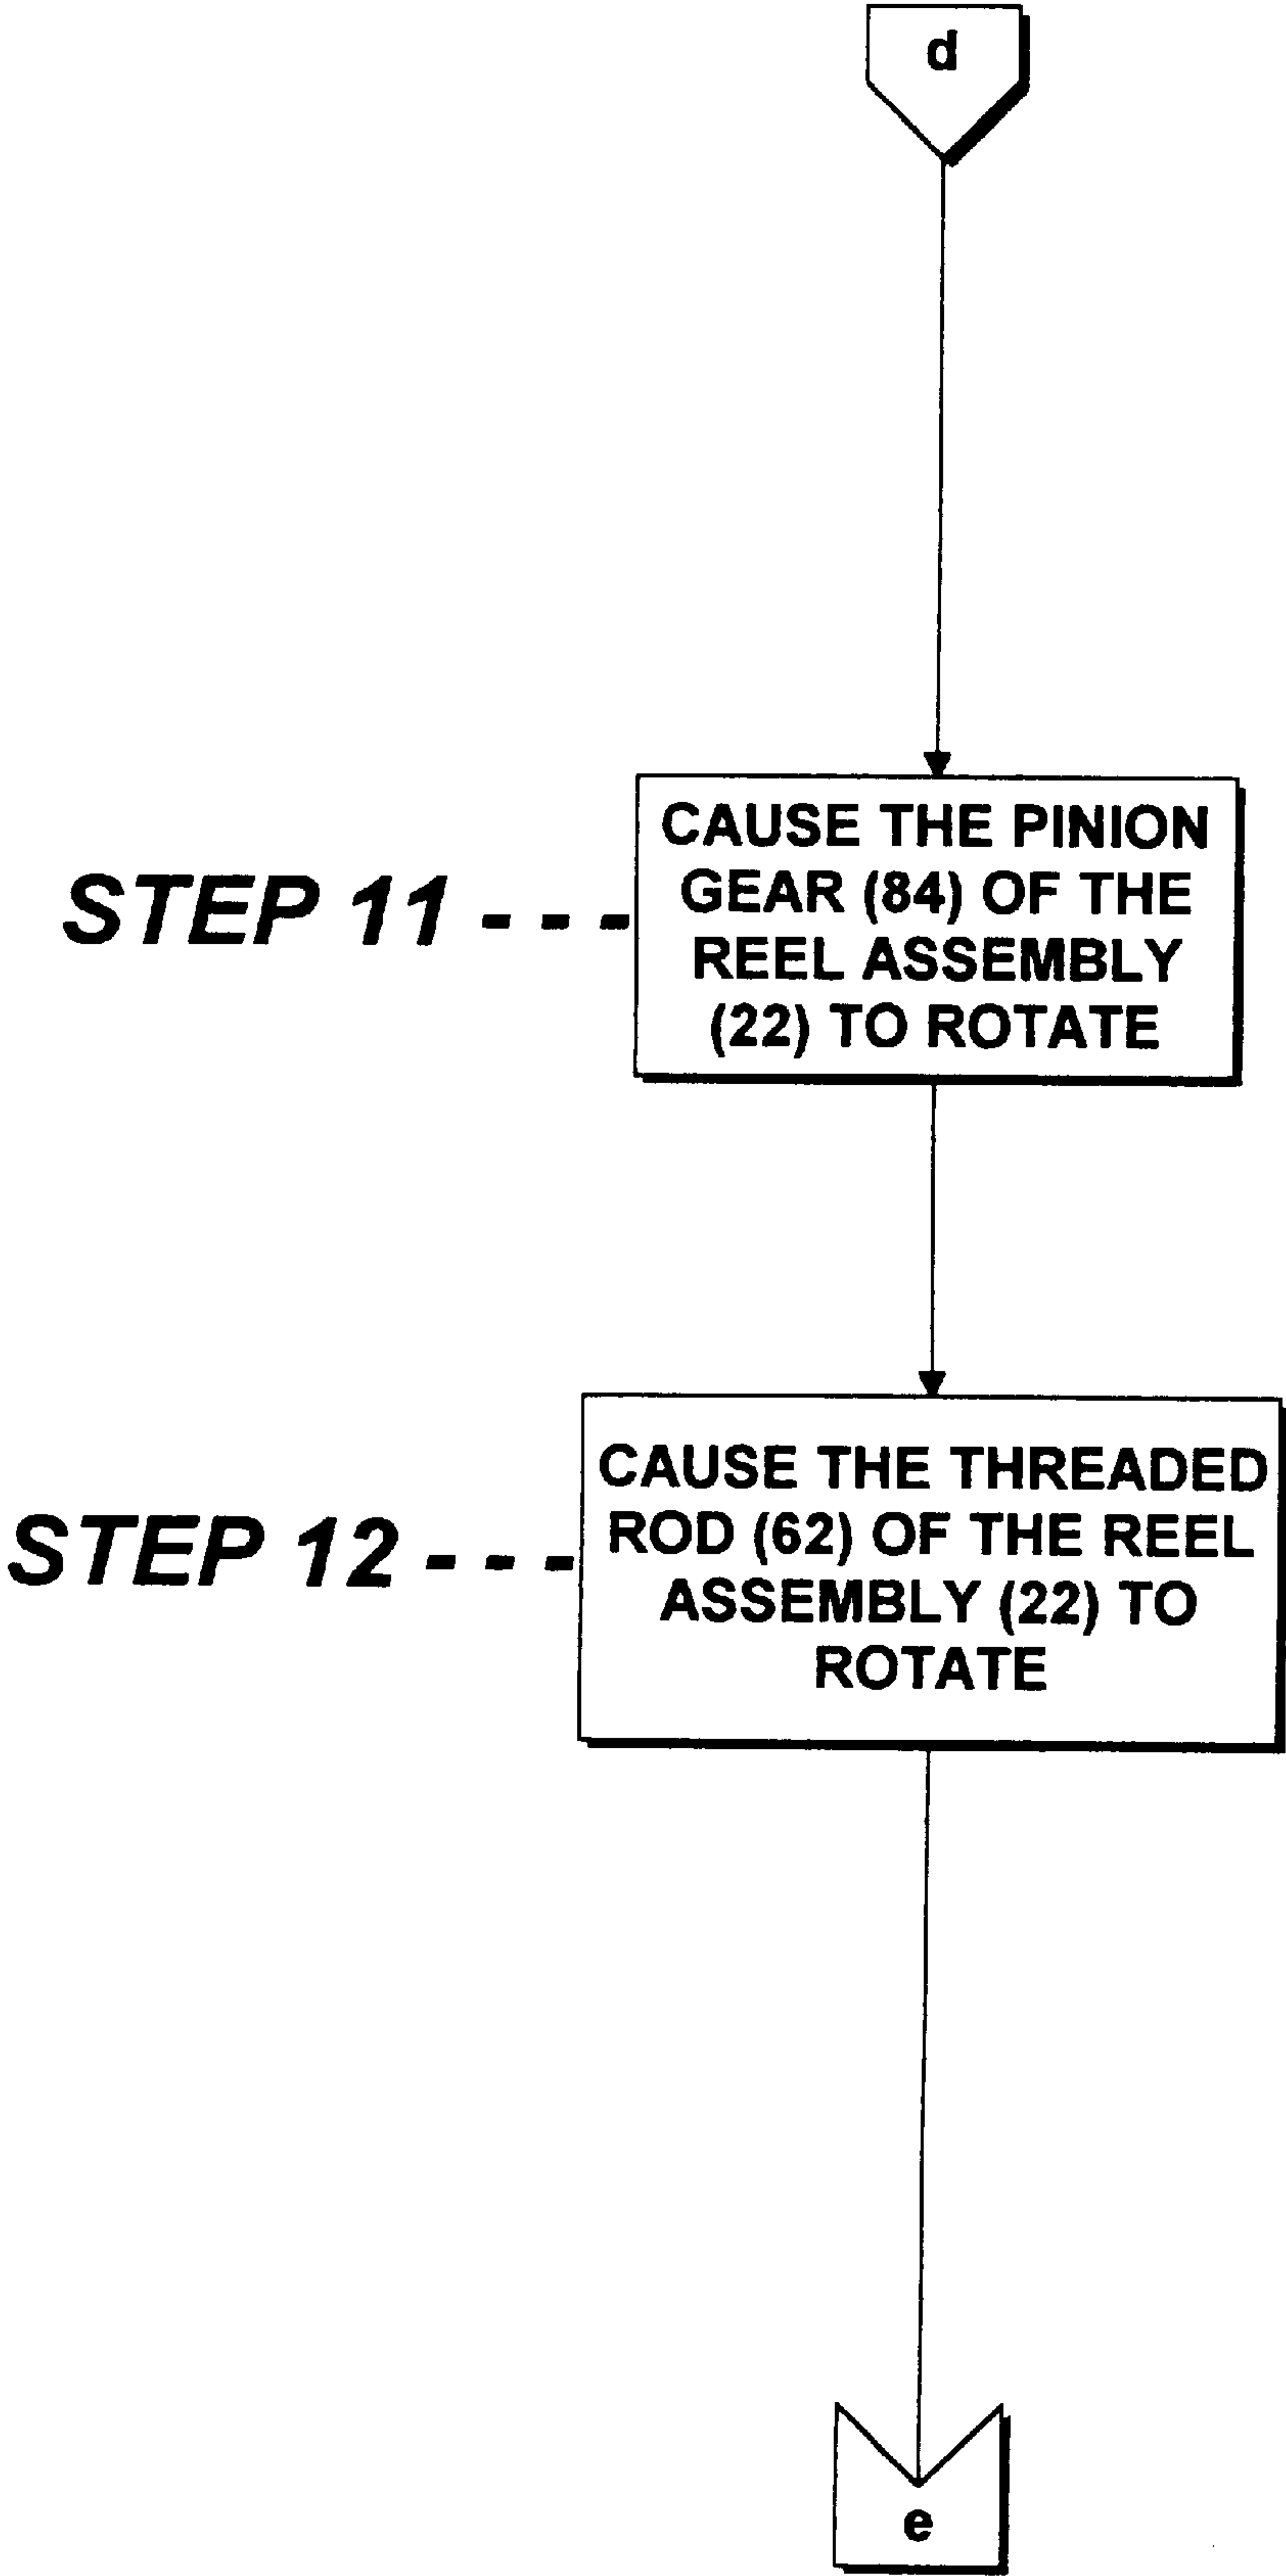 d
STEP 11 - - -
CAUSE THE PINION
GEAR (84) OF THE
REEL ASSEMBLY
(22) TO ROTATE
STEP 12 - - -
CAUSE THE THREADED
ROD (62) OF THE REEL
ASSEMBLY (22) TO
ROTATE
e